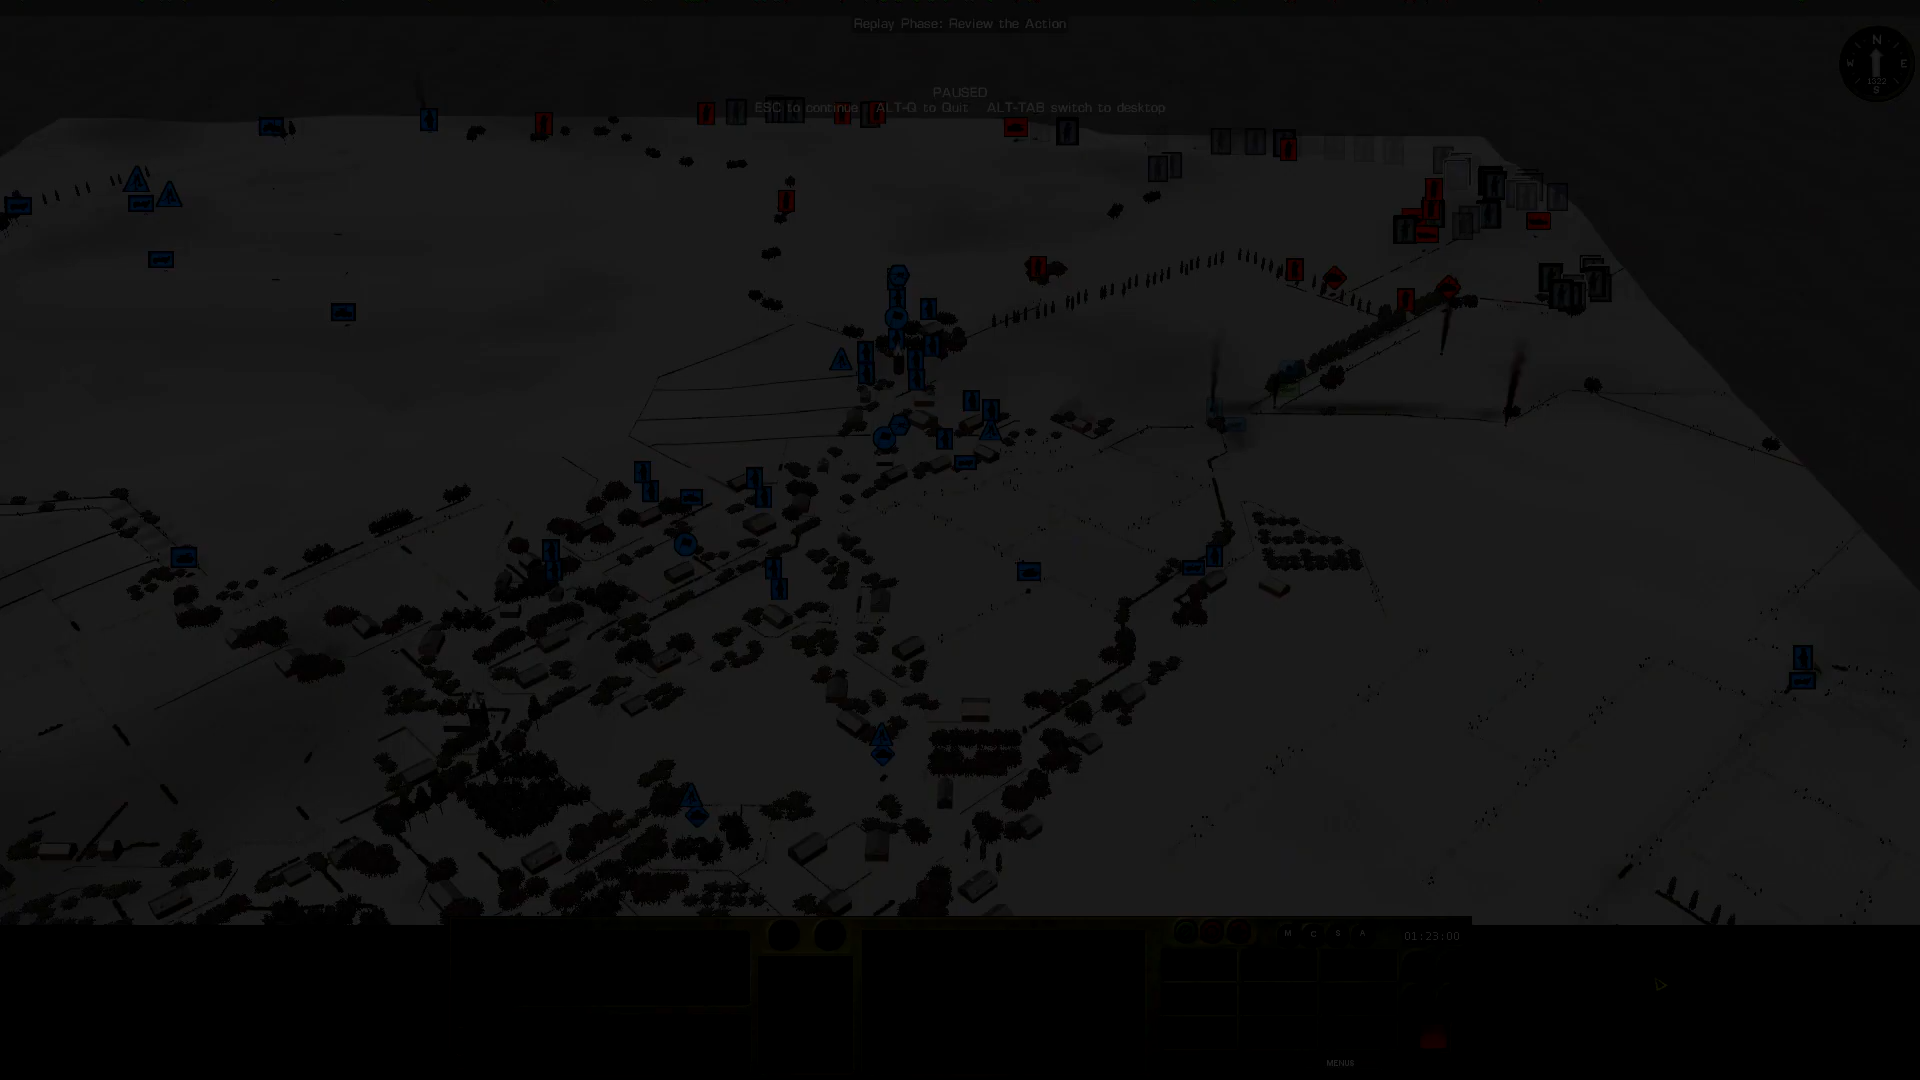 Replay Phase: Review the Action
N
W E
1522
S
PAUSED
ESC to continue ALT-Q to Quit ALT-TAB switch to desktop
M C S A 01:23:00
MENUS